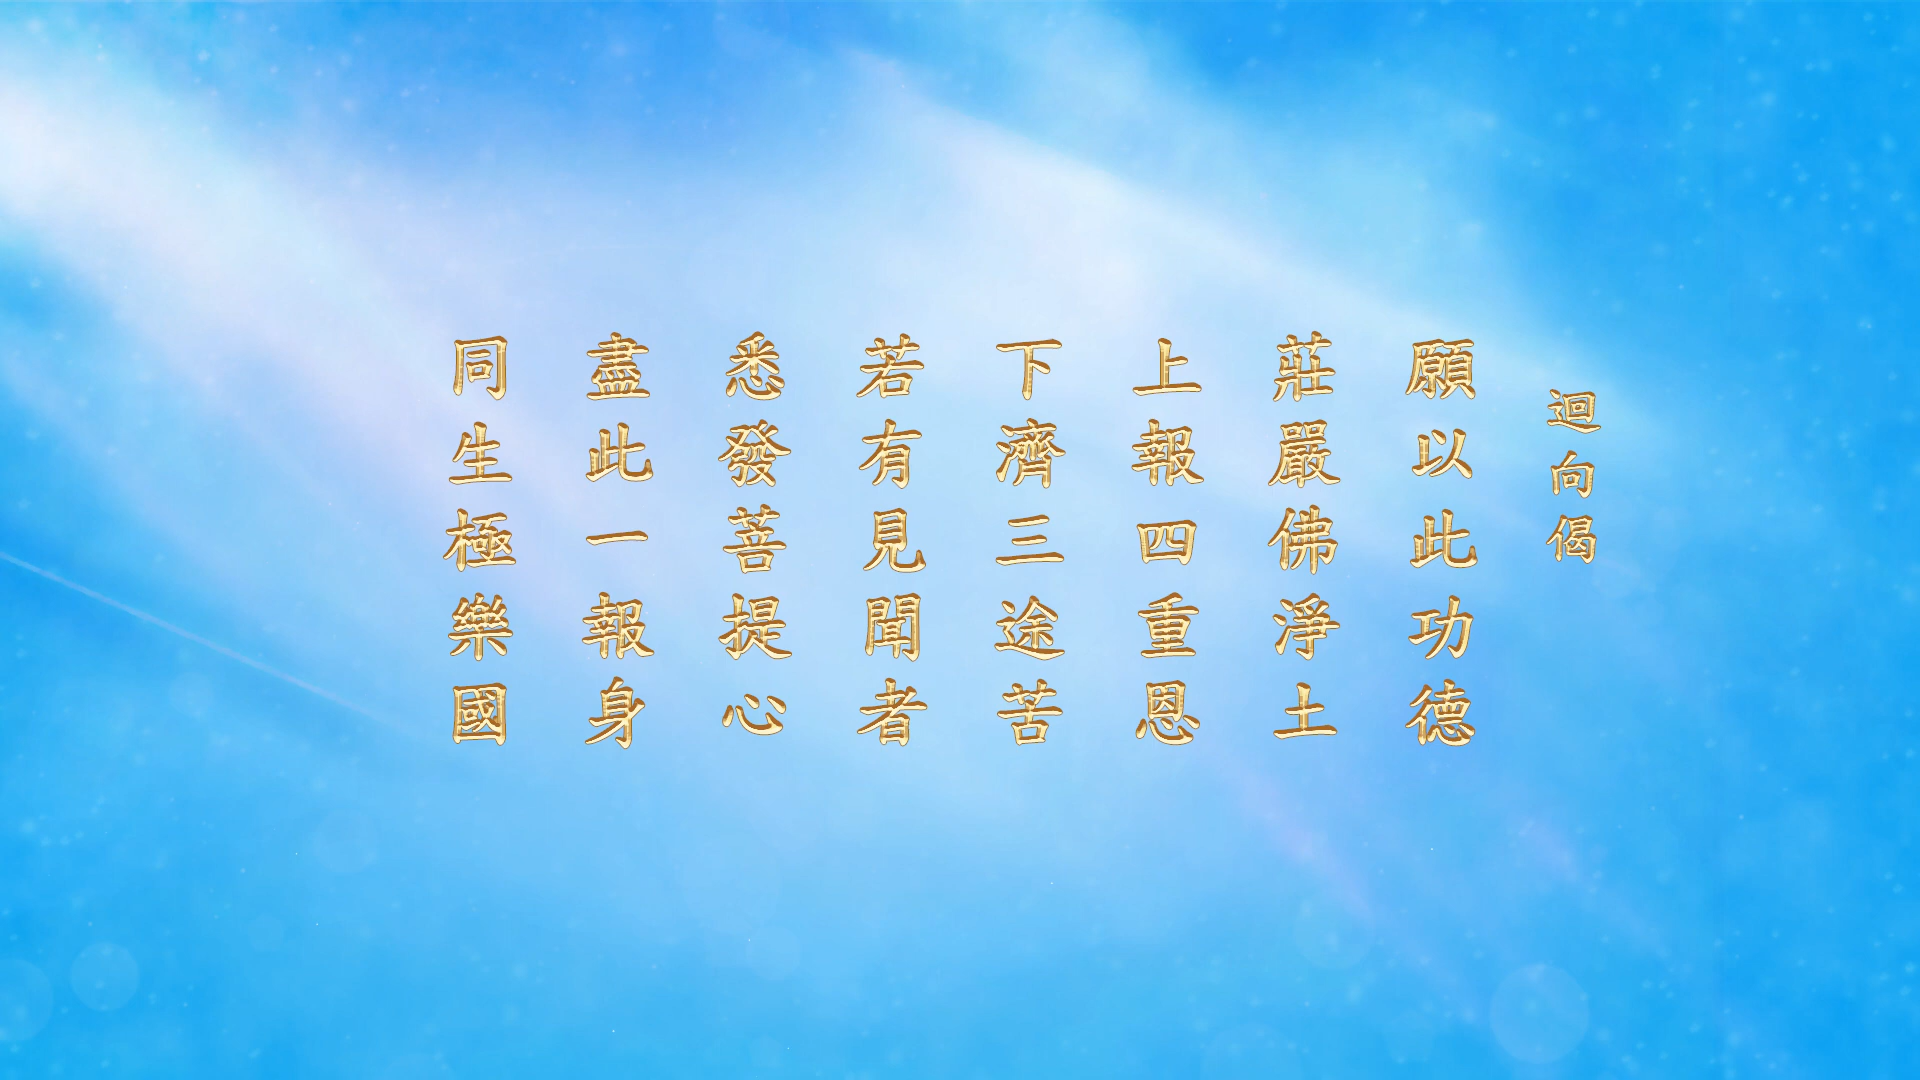 迴向偈
願以此功德
莊嚴佛淨土
上報四重恩
下濟三途苦
若有見聞者
悉發菩提心
盡此一報身
同生極樂國